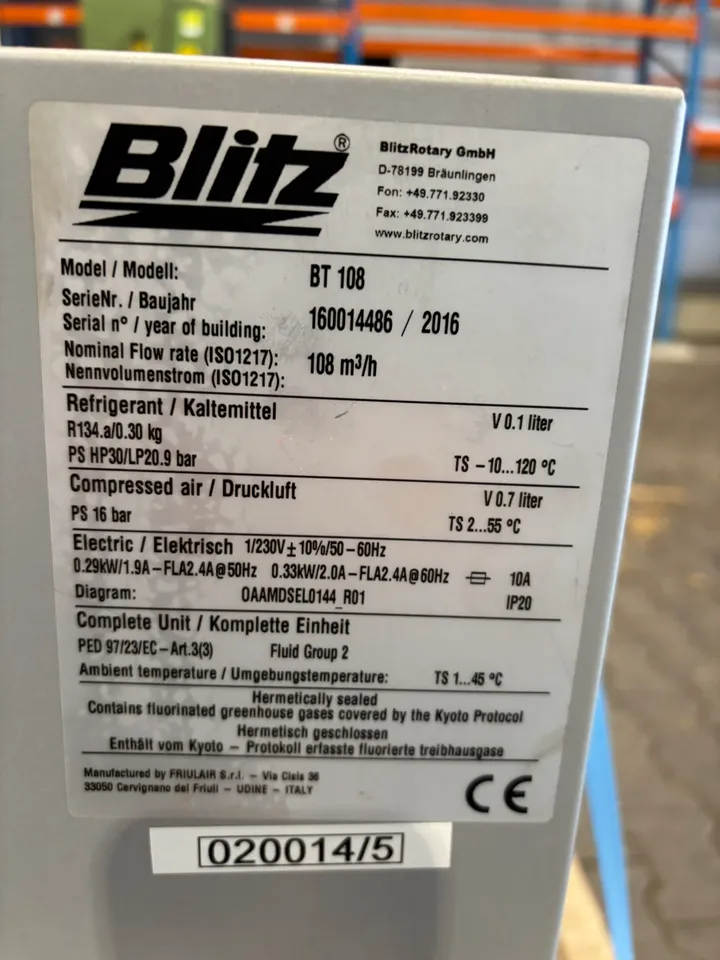 Blitz®
BlitzRotary GmbH
D-78199 Bräunlingen
Fon: +49.771.92330
Fax: +49.771.923399
www.blitzrotary.com
Model / Modell: BT 108
SerieNr. / Baujahr
Serial n° / year of building: 160014486 / 2016
Nominal Flow rate (ISO1217): 108 m³/h
Nennvolumenstrom (ISO1217):
Refrigerant / Kaltemittel V 0.1 liter
R134.a/0.30 kg
PS HP30/LP20.9 bar TS -10...120 °C
Compressed air / Druckluft V 0.7 liter
PS 16 bar TS 2...55 °C
Electric / Elektrisch 1/230V±10%/50-60Hz
0.29kW/1.9A-FLA2.4A@50Hz 0.33kW/2.0A-FLA2.4A@60Hz 10A
Diagram: OAAMDSEL0144_R01 IP20
Complete Unit / Komplette Einheit
PED 97/23/EC-Art.3(3) Fluid Group 2
Ambient temperature / Umgebungstemperature: TS 1...45 °C
Hermetically sealed
Contains fluorinated greenhouse gases covered by the Kyoto Protocol
Hermetisch geschlossen
Enthält vom Kyoto - Protokoll erfasste fluorierte treibhausgase
Manufactured by FRIULAIR S.r.l. - Via Cisis 36
33050 Cervignano del Friuli - UDINE - ITALY
CE
020014/5